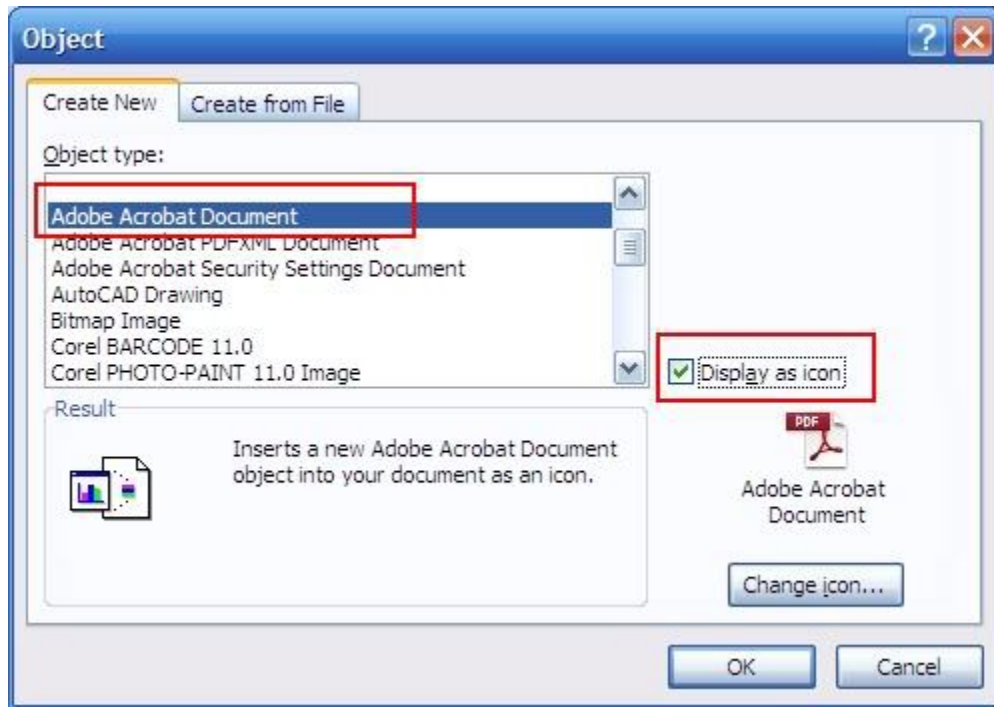 Object
Create New
Create from File
Object type:
Adobe Acrobat Document
Adobe Acrobat PDFXML Document
Adobe Acrobat Security Settings Document
AutoCAD Drawing
Bitmap Image
Corel BARCODE 11.0
Corel PHOTO-PAINT 11.0 Image
Display as icon
Result
Inserts a new Adobe Acrobat Document
object into your document as an icon.
PDF
Adobe Acrobat
Document
Change icon...
OK
Cancel